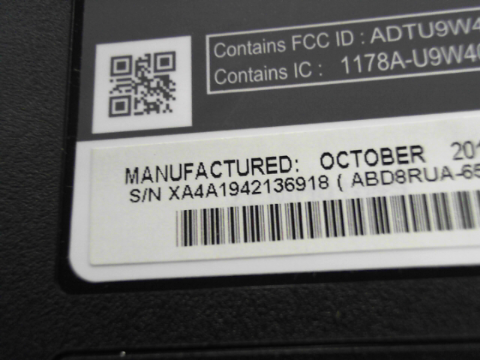 Contains FCC ID : ADTU9W4
Contains IC : 1178A-U9W40
MANUFACTURED: OCTOBER 201
S/N XA4A1942136918 ( ABD8RUA-65